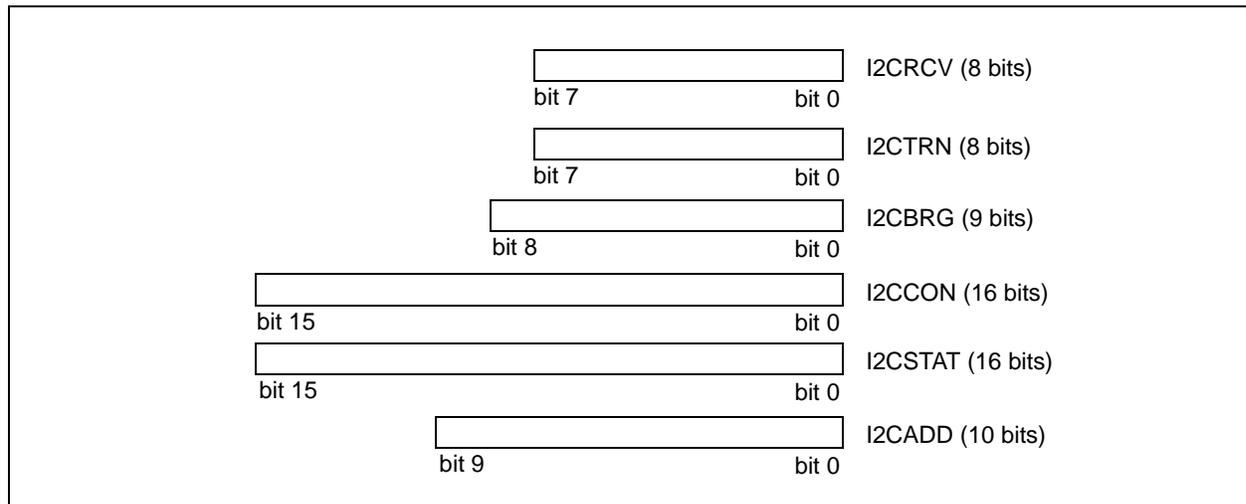 I2CRCV (8 bits)
bit 7 bit 0
I2CTRN (8 bits)
bit 7 bit 0
I2CBRG (9 bits)
bit 8 bit 0
I2CCON (16 bits)
bit 15 bit 0
I2CSTAT (16 bits)
bit 15 bit 0
I2CADD (10 bits)
bit 9 bit 0